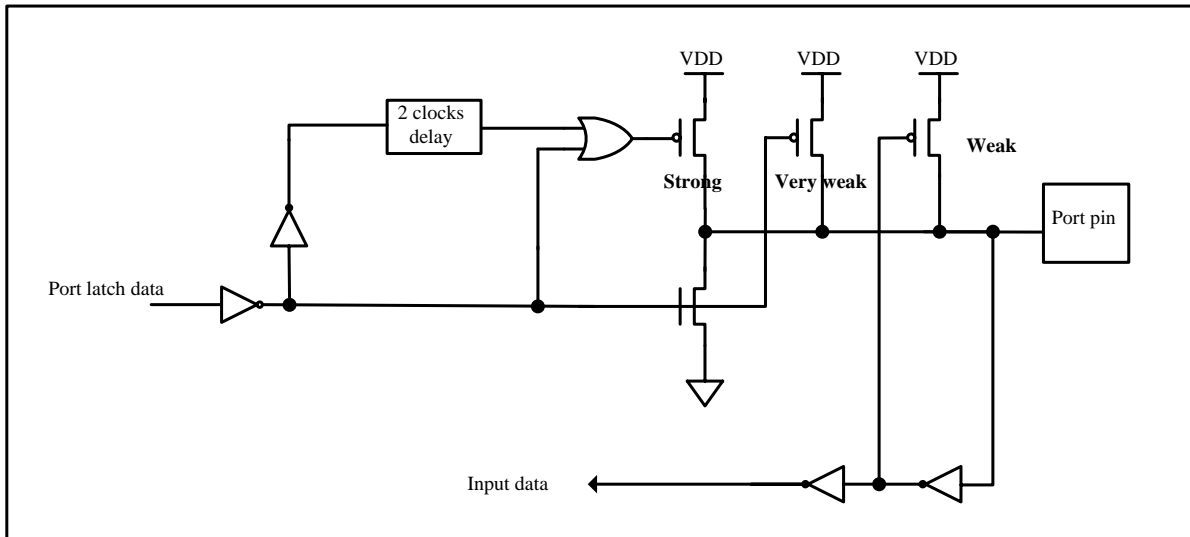 VDD VDD VDD
2 clocks
delay
Weak
Strong
Very weak
Port pin
Port latch data
Input data